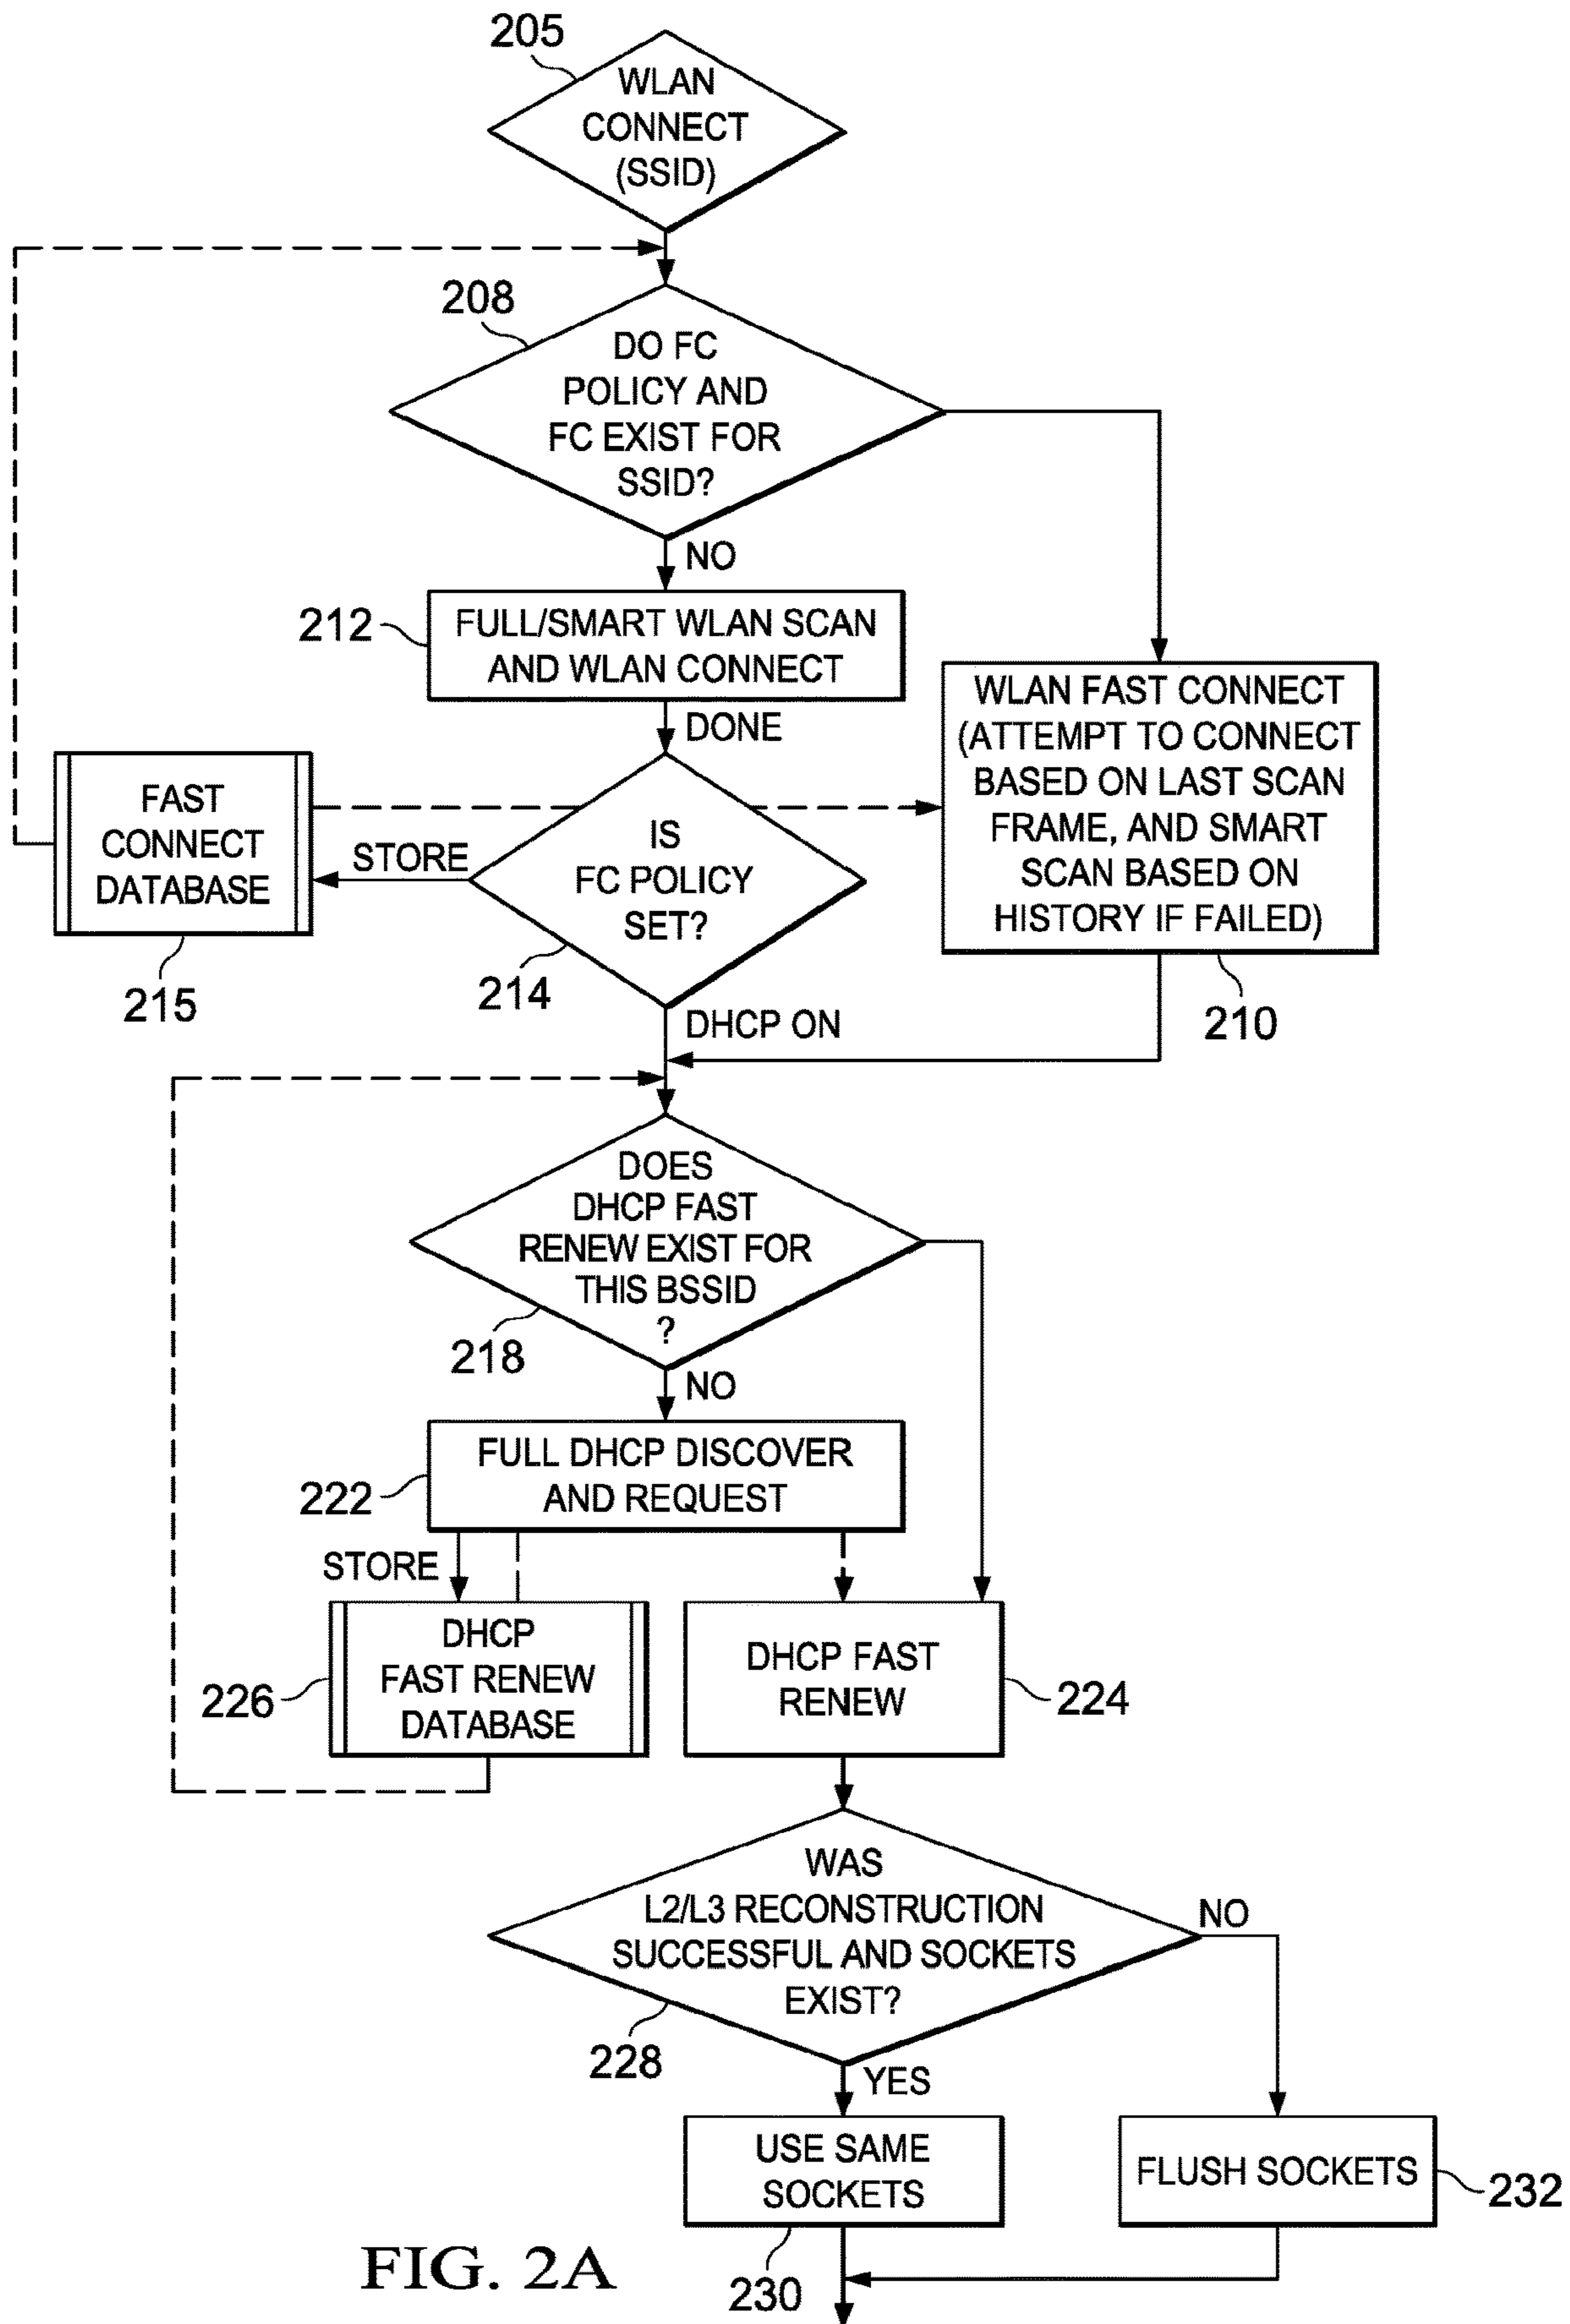 205
WLAN
CONNECT
(SSID)
208
DO FC
POLICY AND
FC EXIST FOR
SSID?
NO
212
FULL/SMART WLAN SCAN
AND WLAN CONNECT
DONE
WLAN FAST CONNECT
(ATTEMPT TO CONNECT
BASED ON LAST SCAN
FRAME, AND SMART
SCAN BASED ON
HISTORY IF FAILED)
210
FAST
CONNECT
DATABASE
215
STORE
IS
FC POLICY
SET?
214
DHCP ON
DOES
DHCP FAST
RENEW EXIST FOR
THIS BSSID
?
218
NO
222
FULL DHCP DISCOVER
AND REQUEST
STORE
226
DHCP
FAST RENEW
DATABASE
DHCP FAST
RENEW
224
WAS
L2/L3 RECONSTRUCTION
SUCCESSFUL AND SOCKETS
EXIST?
228
NO
YES
USE SAME
SOCKETS
230
FLUSH SOCKETS
232
FIG. 2A